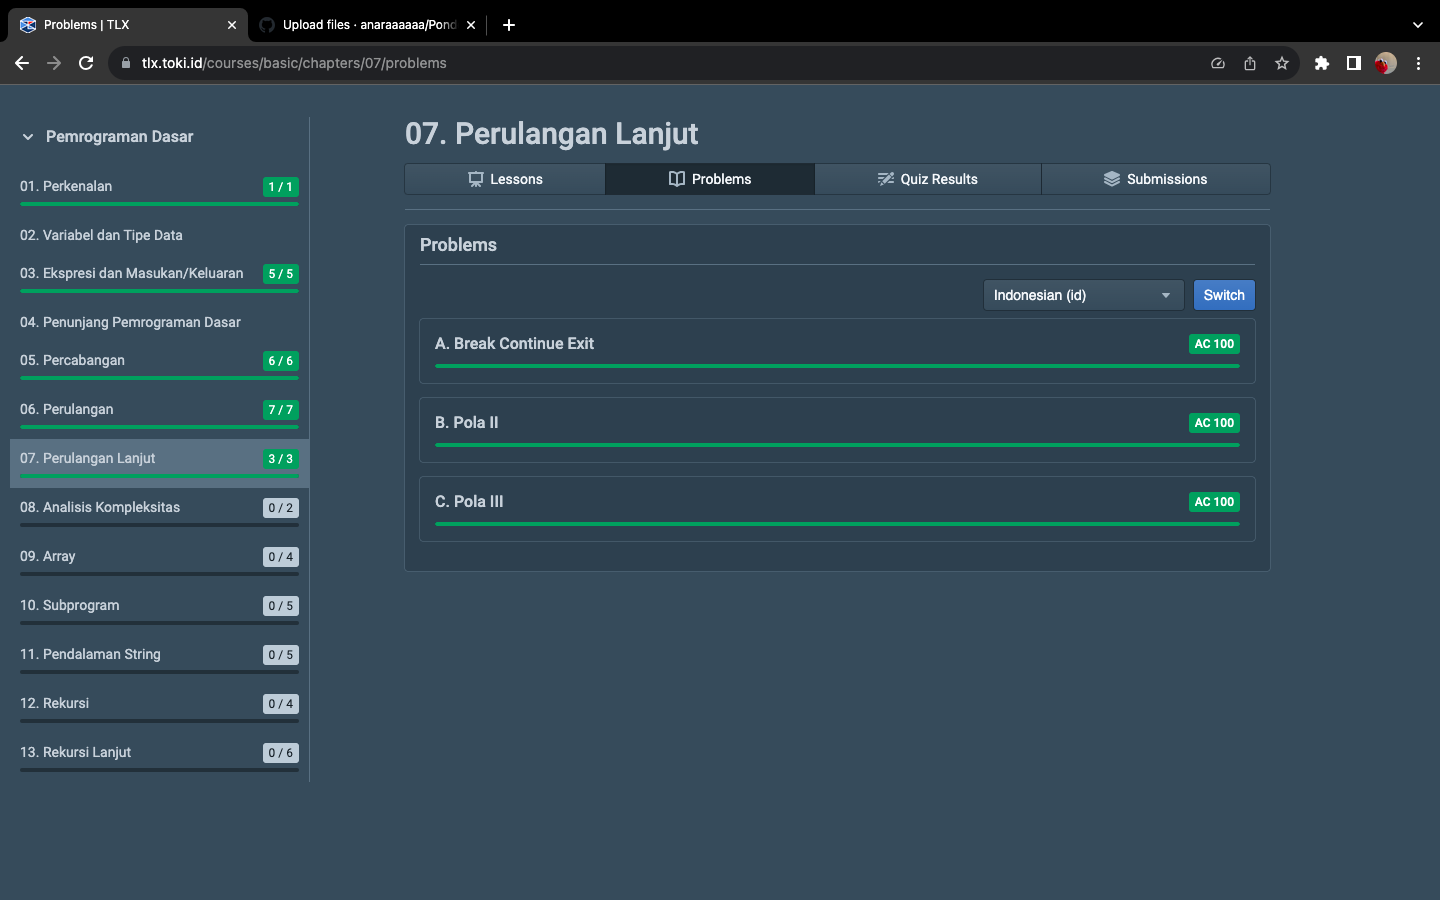 Problems | TLX
Upload files · anaraaaaaa/Pond
tlx.toki.id/courses/basic/chapters/07/problems
Pemrograman Dasar
01. Perkenalan 1 / 1
02. Variabel dan Tipe Data
03. Ekspresi dan Masukan/Keluaran 5 / 5
04. Penunjang Pemrograman Dasar
05. Percabangan 6 / 6
06. Perulangan 7 / 7
07. Perulangan Lanjut 3 / 3
08. Analisis Kompleksitas 0 / 2
09. Array 0 / 4
10. Subprogram 0 / 5
11. Pendalaman String 0 / 5
12. Rekursi 0 / 4
13. Rekursi Lanjut 0 / 6
07. Perulangan Lanjut
Lessons Problems Quiz Results Submissions
Problems
Indonesian (id) Switch
A. Break Continue Exit AC 100
B. Pola II AC 100
C. Pola III AC 100